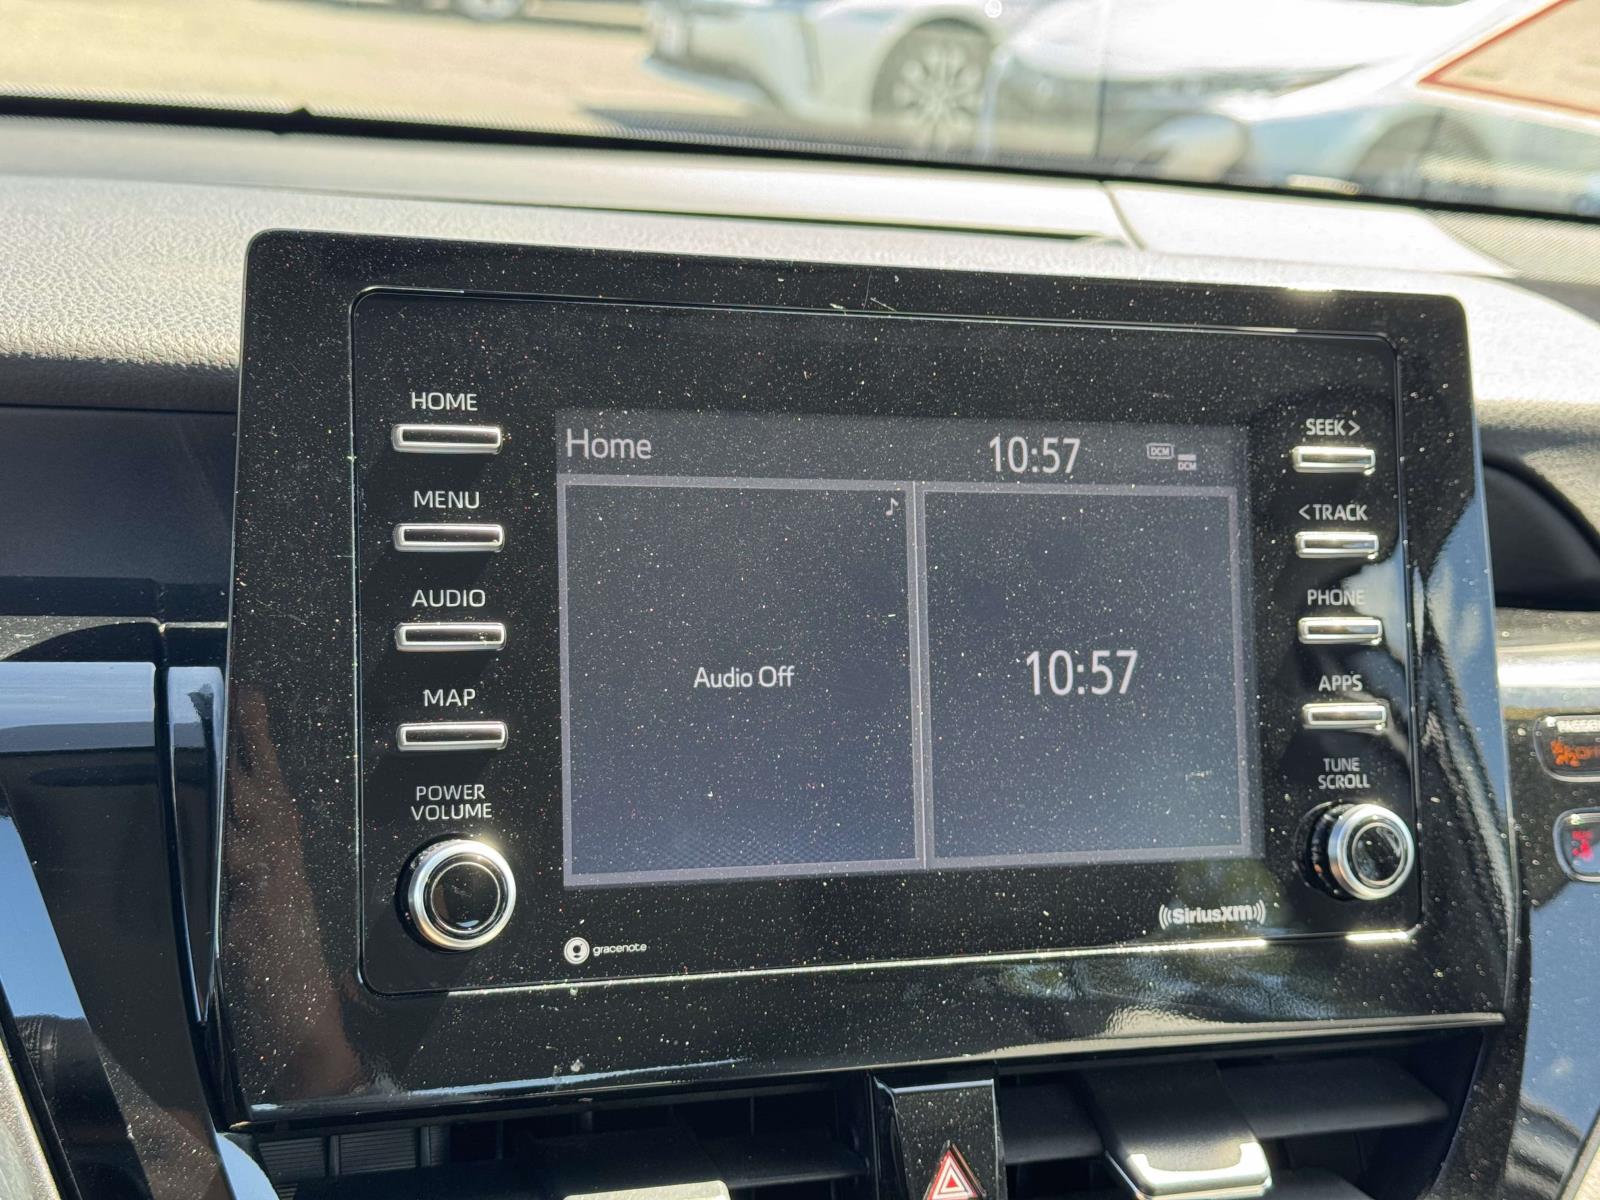 HOME
MENU
AUDIO
MAP
POWER
VOLUME
Home
10:57
DCM
DCM
Audio Off
10:57
SEEK >
< TRACK
PHONE
APPS
TUNE
SCROLL
gracenote
((SiriusXM))